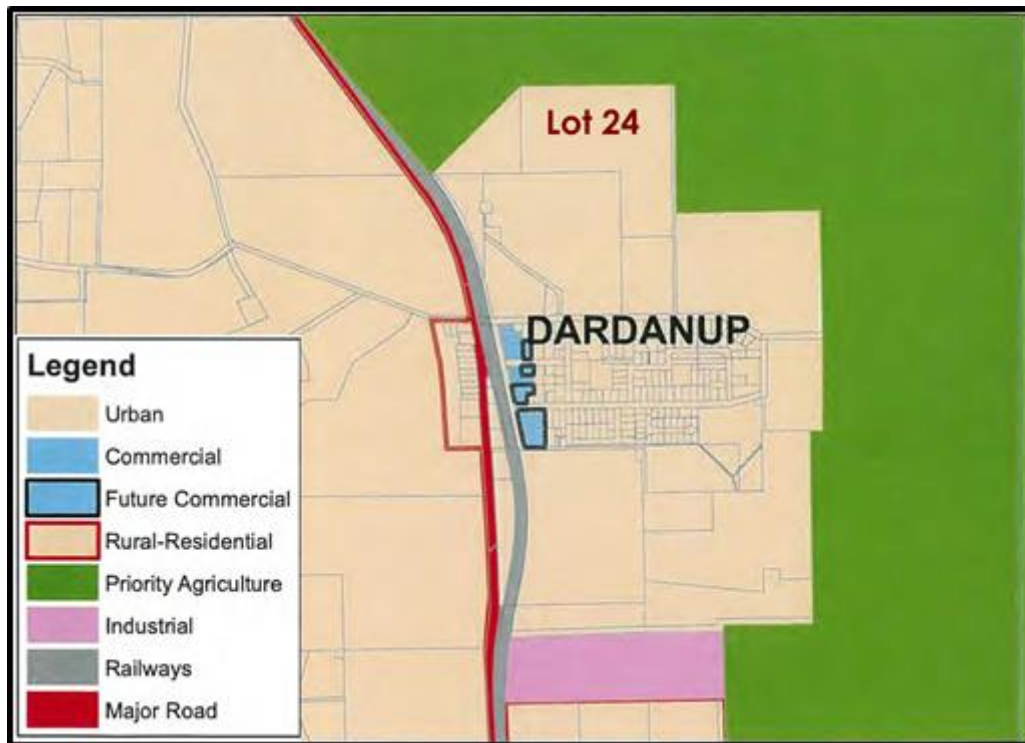 Lot 24
DARDANUP
Legend
Urban
Commercial
Future Commercial
Rural-Residential
Priority Agriculture
Industrial
Railways
Major Road